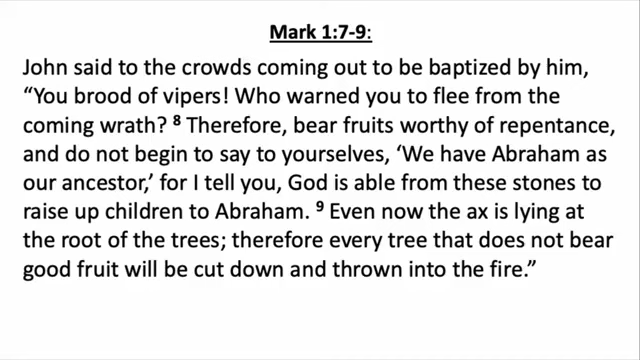 Mark 1:7-9:
John said to the crowds coming out to be baptized by him,
“You brood of vipers! Who warned you to flee from the
coming wrath? ⁸ Therefore, bear fruits worthy of repentance,
and do not begin to say to yourselves, ‘We have Abraham as
our ancestor,’ for I tell you, God is able from these stones to
raise up children to Abraham. ⁹ Even now the ax is lying at
the root of the trees; therefore every tree that does not bear
good fruit will be cut down and thrown into the fire.”